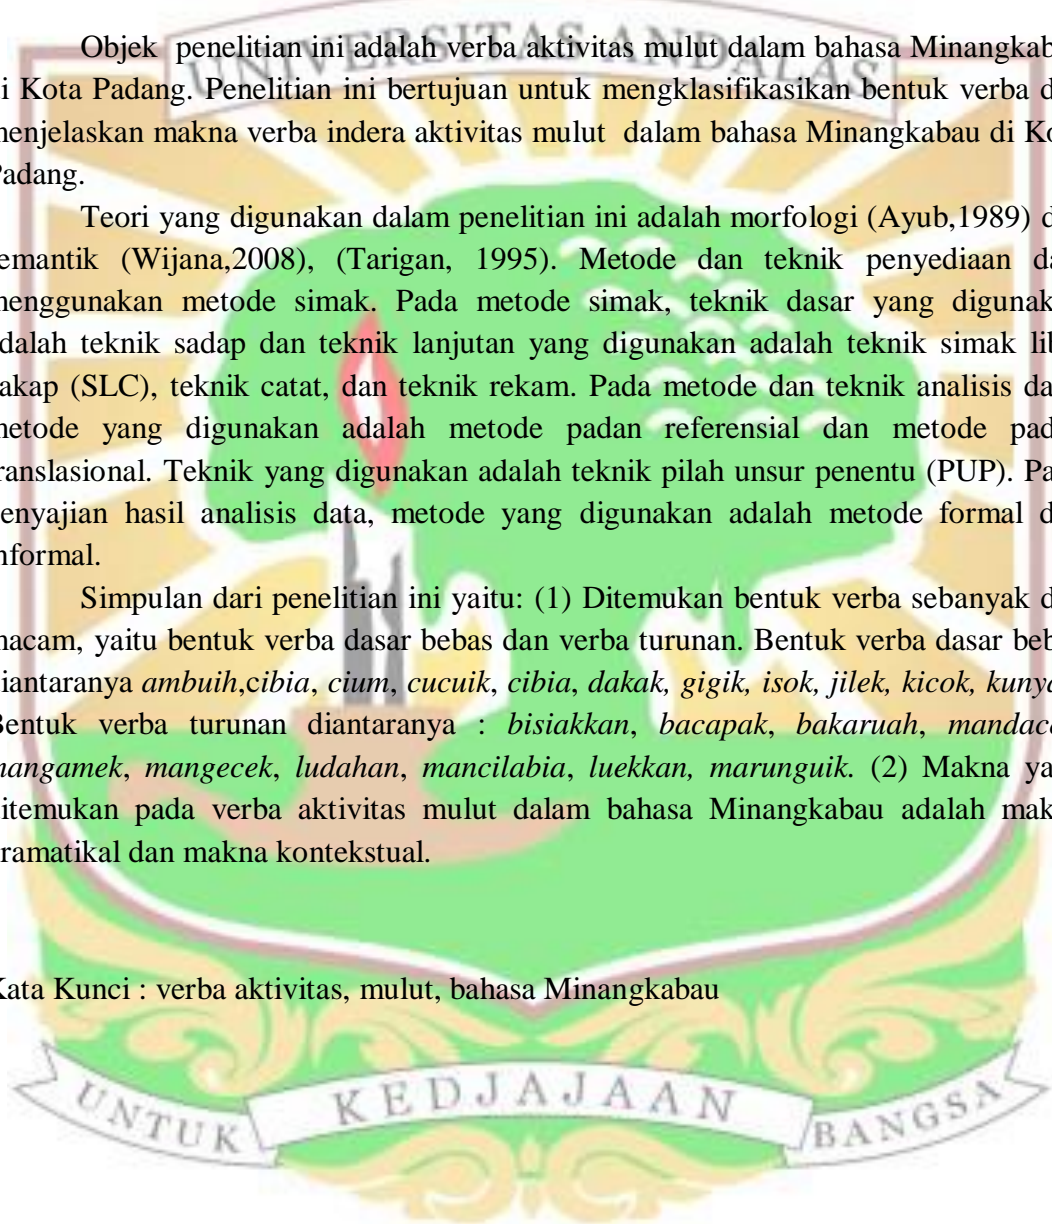 UNIVERSITAS ANDALAS
Objek penelitian ini adalah verba aktivitas mulut dalam bahasa Minangkab
i Kota Padang. Penelitian ini bertujuan untuk mengklasifikasikan bentuk verba d
menjelaskan makna verba indera aktivitas mulut dalam bahasa Minangkabau di Ko
Padang.
Teori yang digunakan dalam penelitian ini adalah morfologi (Ayub,1989) d
emantik (Wijana,2008), (Tarigan, 1995). Metode dan teknik penyediaan da
menggunakan metode simak. Pada metode simak, teknik dasar yang digunak
dalah teknik sadap dan teknik lanjutan yang digunakan adalah teknik simak lib
akap (SLC), teknik catat, dan teknik rekam. Pada metode dan teknik analisis da
metode yang digunakan adalah metode padan referensial dan metode pad
ranslasional. Teknik yang digunakan adalah teknik pilah unsur penentu (PUP). Pa
enyajian hasil analisis data, metode yang digunakan adalah metode formal d
nformal.
Simpulan dari penelitian ini yaitu: (1) Ditemukan bentuk verba sebanyak d
macam, yaitu bentuk verba dasar bebas dan verba turunan. Bentuk verba dasar beb
iantaranya ambuih,cibia, cium, cucuik, cibia, dakak, gigik, isok, jilek, kicok, kunya
Bentuk verba turunan diantaranya : bisiakkan, bacapak, bakaruah, mandace
mangamek, mangecek, ludahan, mancilabia, luekkan, marunguik. (2) Makna ya
itemukan pada verba aktivitas mulut dalam bahasa Minangkabau adalah mak
ramatikal dan makna kontekstual.
Kata Kunci : verba aktivitas, mulut, bahasa Minangkabau
UNTUK KEDJAJAAN BANGSA